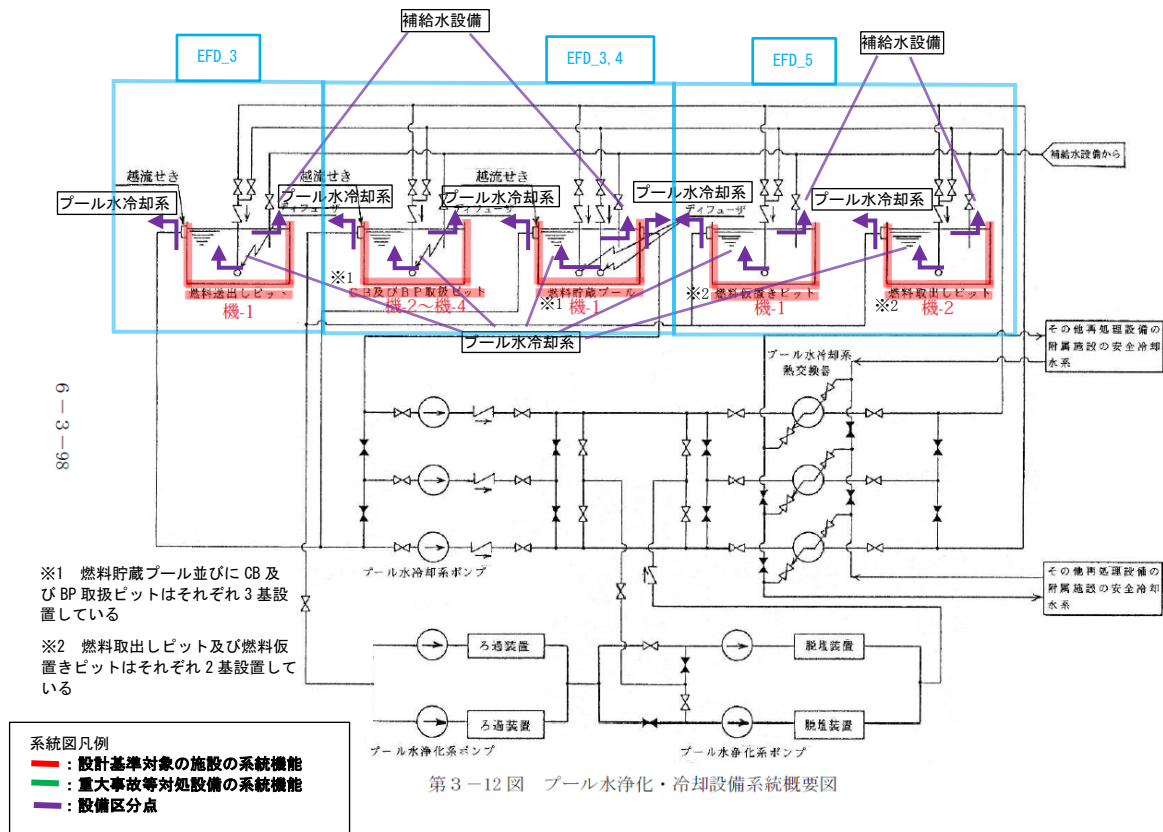 補給水設備
EFD_3
EFD_3,4
EFD_5
補給水設備
補給水設備から
越流せき
越流せき
越流せき
プール水冷却系
プール水冷却系
プール水冷却系
プール水冷却系
プール水冷却系
ディフューザ
ディフューザ
※1
※1
※2
※2
燃料送出しピット
CB及びBP取扱ピット
燃料貯蔵プール
燃料仮置きピット
燃料取出しピット
機-1
機-2～機-4
機-1
機-1
機-2
プール水冷却系
プール水冷却系
熱交換器
その他再処理設備の
附属施設の安全冷却
水系
6-3-98
プール水冷却系ポンプ
その他再処理設備の
附属施設の安全冷却
水系
※1　燃料貯蔵プール並びに CB 及
び BP 取扱ピットはそれぞれ 3 基設
置している
※2　燃料取出しピット及び燃料仮
置きピットはそれぞれ 2 基設置して
いる
ろ過装置
脱塩装置
ろ過装置
脱塩装置
プール水浄化系ポンプ
プール水浄化系ポンプ
系統図凡例
：設計基準対象の施設の系統機能
：重大事故等対処設備の系統機能
：設備区分点
第3－12図　プール水浄化・冷却設備系統概要図